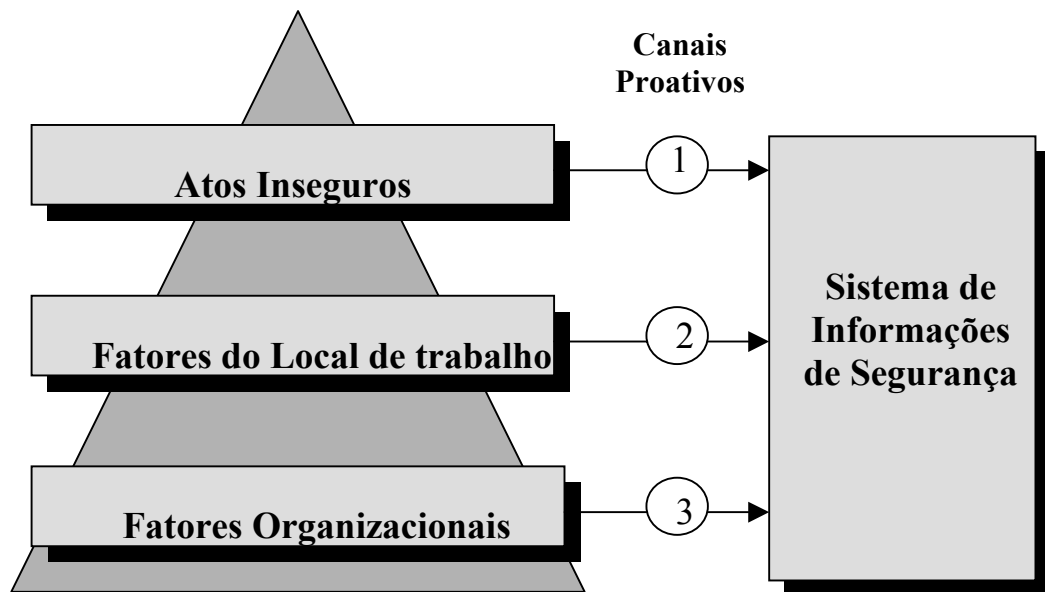 Canais
Proativos
Atos Inseguros
1
Fatores do Local de trabalho
2
Sistema de
Informações
de Segurança
Fatores Organizacionais
3